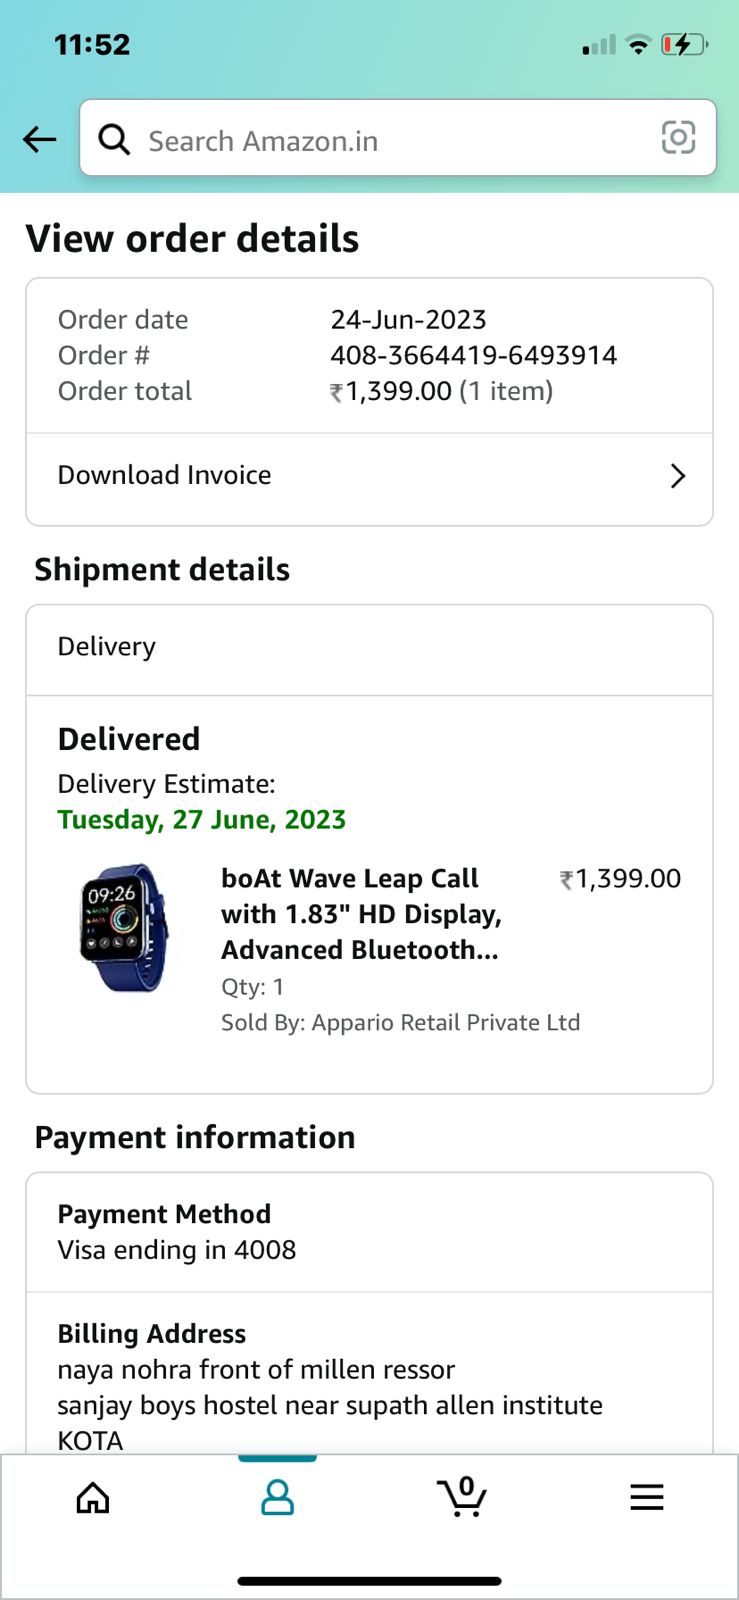 11:52
Search Amazon.in
View order details
Order date 24-Jun-2023
Order # 408-3664419-6493914
Order total ₹1,399.00 (1 item)
Download Invoice
Shipment details
Delivery
Delivered
Delivery Estimate:
Tuesday, 27 June, 2023
09:26
boAt Wave Leap Call ₹1,399.00
with 1.83" HD Display,
Advanced Bluetooth...
Qty: 1
Sold By: Appario Retail Private Ltd
Payment information
Payment Method
Visa ending in 4008
Billing Address
naya nohra front of millen ressor
sanjay boys hostel near supath allen institute
KOTA
0